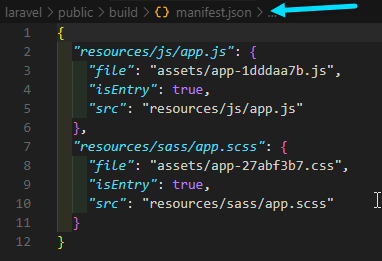 laravel > public > build > {} manifest.json > ...
1 {
2 "resources/js/app.js": {
3 "file": "assets/app-1dddaa7b.js",
4 "isEntry": true,
5 "src": "resources/js/app.js"
6 },
7 "resources/sass/app.scss": {
8 "file": "assets/app-27abf3b7.css",
9 "isEntry": true,
10 "src": "resources/sass/app.scss"
11 }
12 }